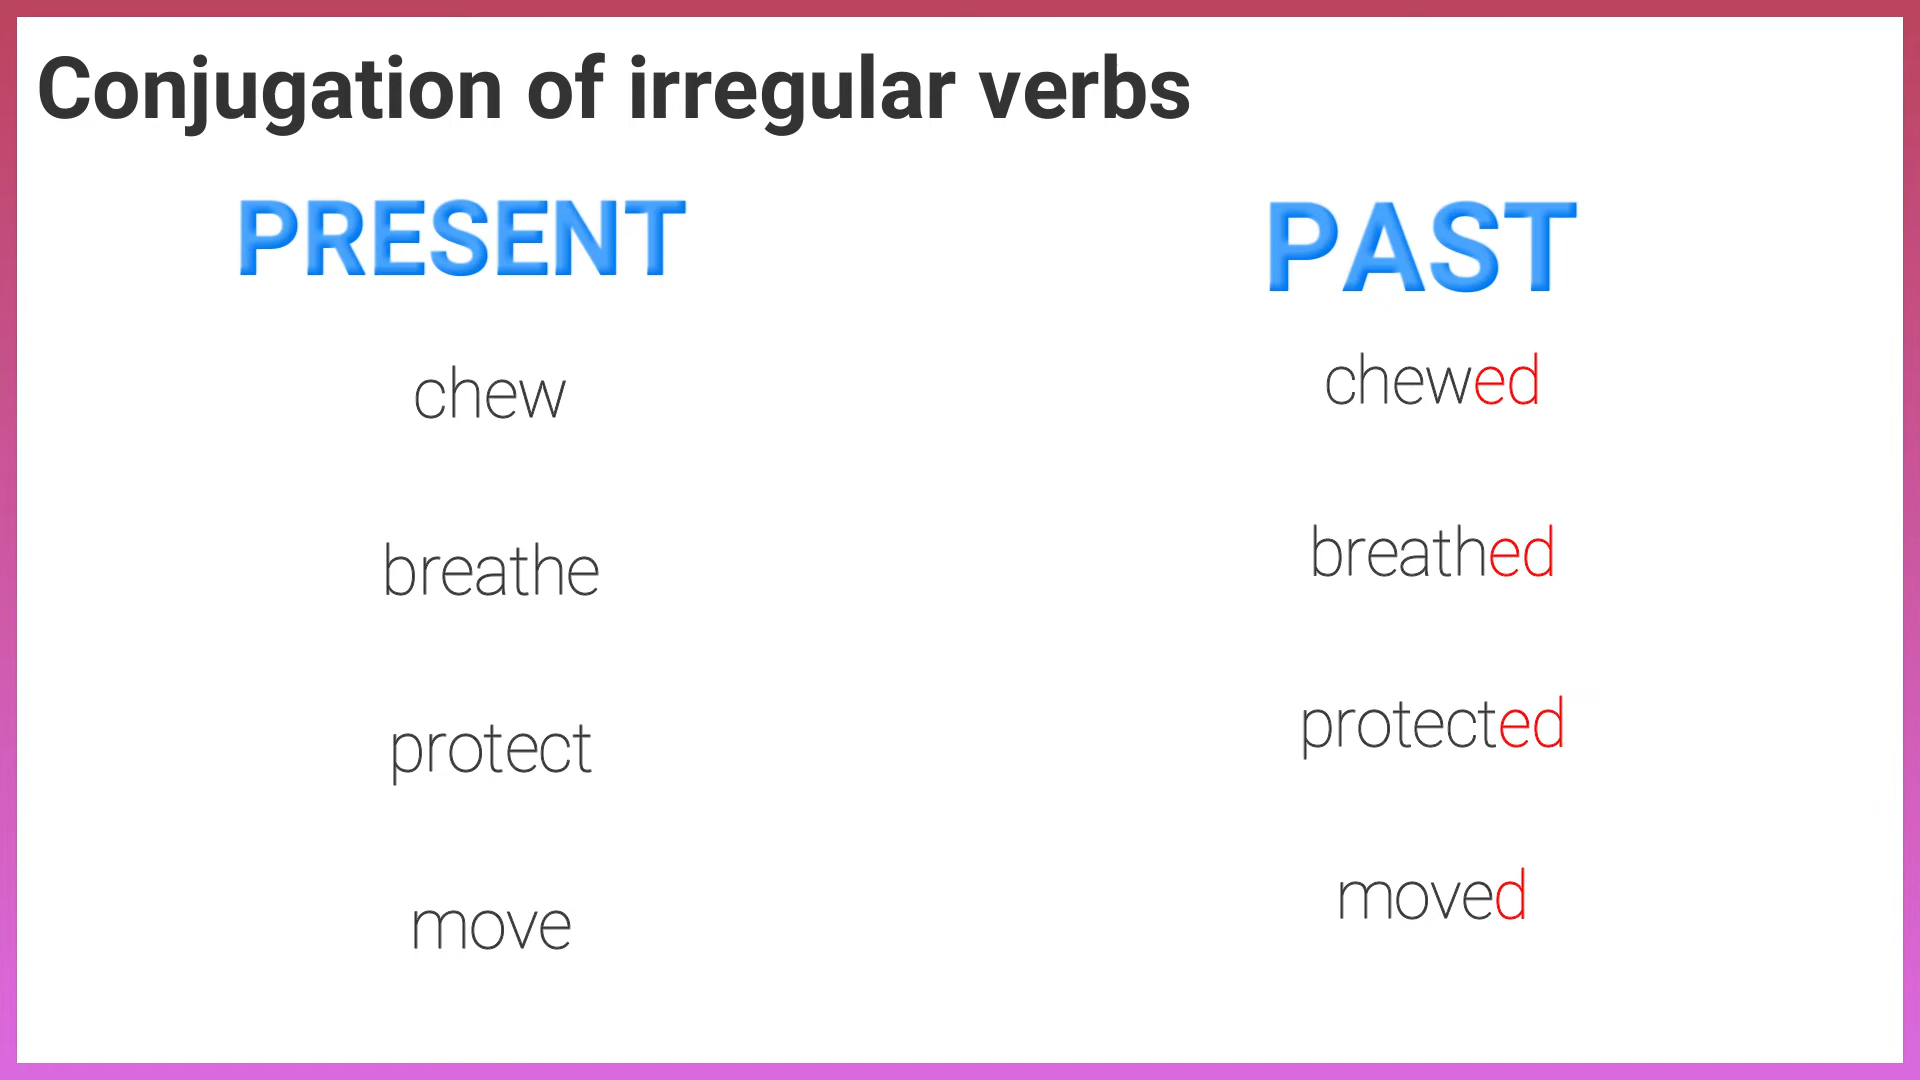 Conjugation of irregular verbs
PRESENT
PAST
chew
chewed
breathe
breathed
protect
protected
move
moved